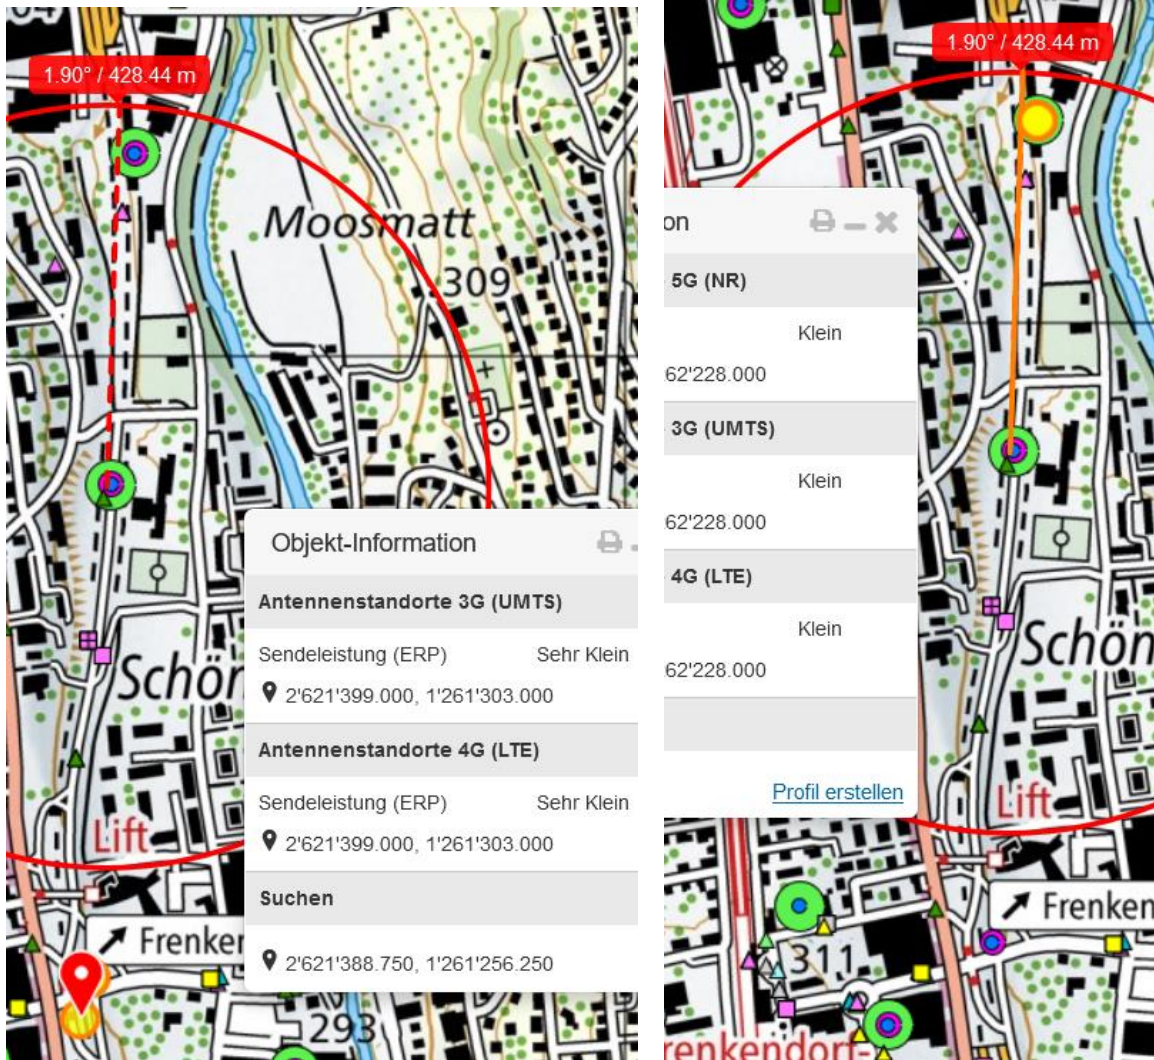 1.90° / 428.44 m
Moosmatt
309
Objekt-Information
Antennenstandorte 3G (UMTS)
Sendeleistung (ERP) Sehr Klein
2'621'399.000, 1'261'303.000
Antennenstandorte 4G (LTE)
Sendeleistung (ERP) Sehr Klein
2'621'399.000, 1'261'303.000
Suchen
2'621'388.750, 1'261'256.250
Schön
Lift
Frenker
293
1.90° / 428.44 m
on
5G (NR)
Klein
62'228.000
3G (UMTS)
Klein
62'228.000
4G (LTE)
Klein
62'228.000
Profil erstellen
Schön
Lift
Frenken
311
renkendorf-